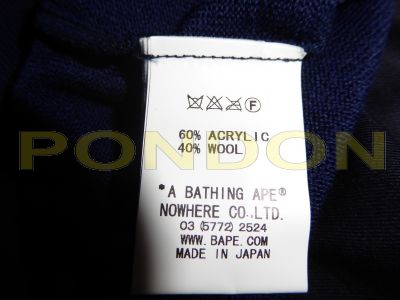 F
60% ACRYLIC
40% WOOL
PONDON
*A BATHING APE®
NOWHERE CO.,LTD.
03 (5772) 2524
WWW.BAPE.COM
MADE IN JAPAN